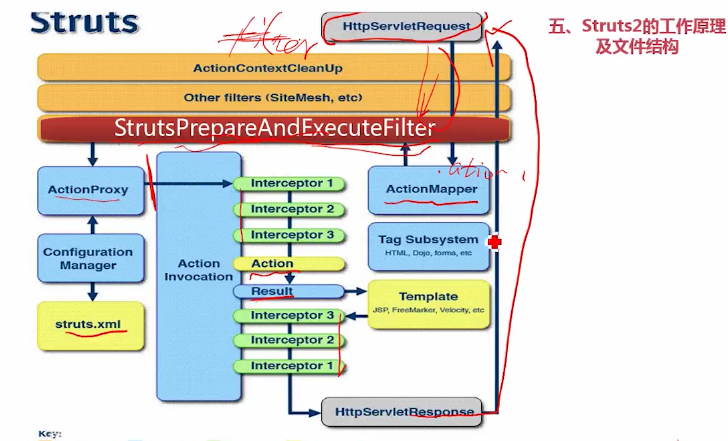 Struts
五、Struts2的工作原理
及文件结构
filter
HttpServletRequest
ActionContextCleanUp
Other filters (SiteMesh, etc)
StrutsPrepareAndExecuteFilter
ActionProxy
Interceptor 1
ActionMapper
Interceptor 2
Interceptor 3
Tag Subsystem
HTML, Dojo, forms, etc
Configuration
Manager
Action
Invocation
Action
Result
Template
JSP, FreeMarker, Velocity, etc
struts.xml
Interceptor 3
Interceptor 2
Interceptor 1
HttpServletResponse
Key: